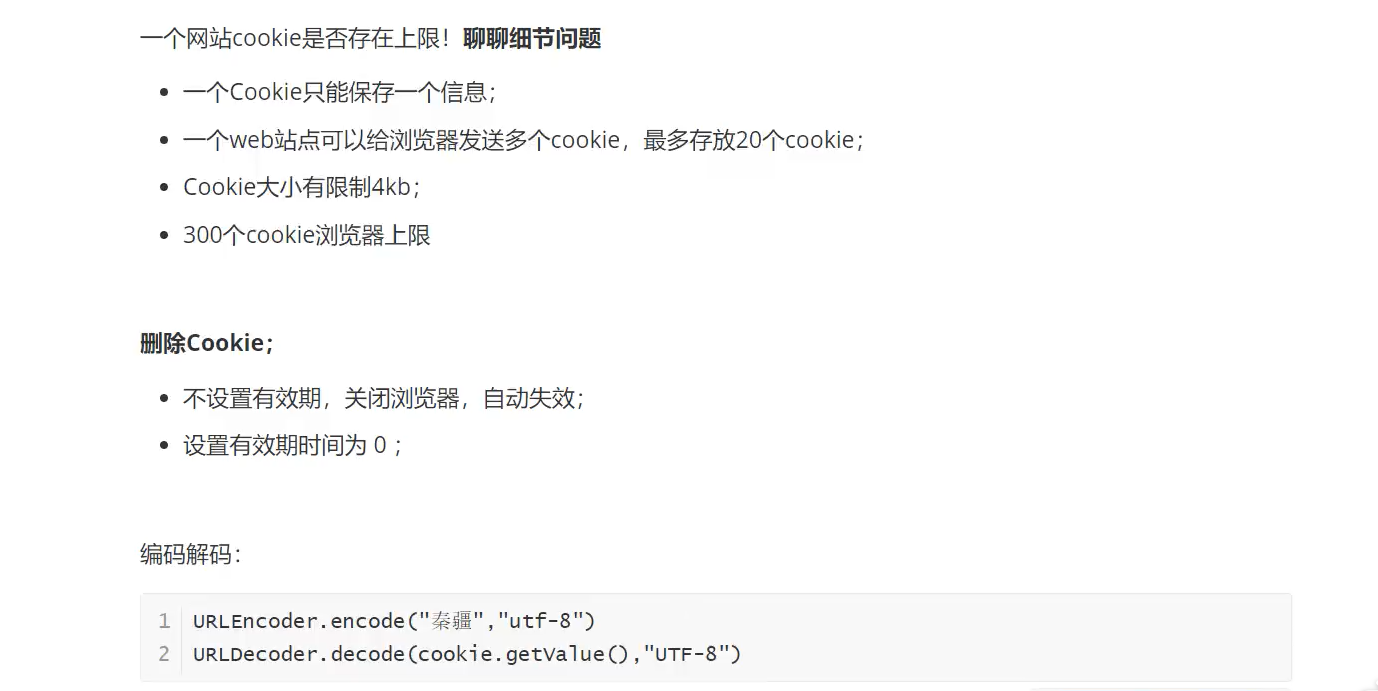 一个网站cookie是否存在上限！聊聊细节问题
一个Cookie只能保存一个信息；
一个web站点可以给浏览器发送多个cookie，最多存放20个cookie；
Cookie大小有限制4kb；
300个cookie浏览器上限
删除Cookie；
不设置有效期，关闭浏览器，自动失效；
设置有效期时间为 0 ；
编码解码：
1 URLEncoder.encode("秦疆","utf-8")
2 URLDecoder.decode(cookie.getValue(),"UTF-8")